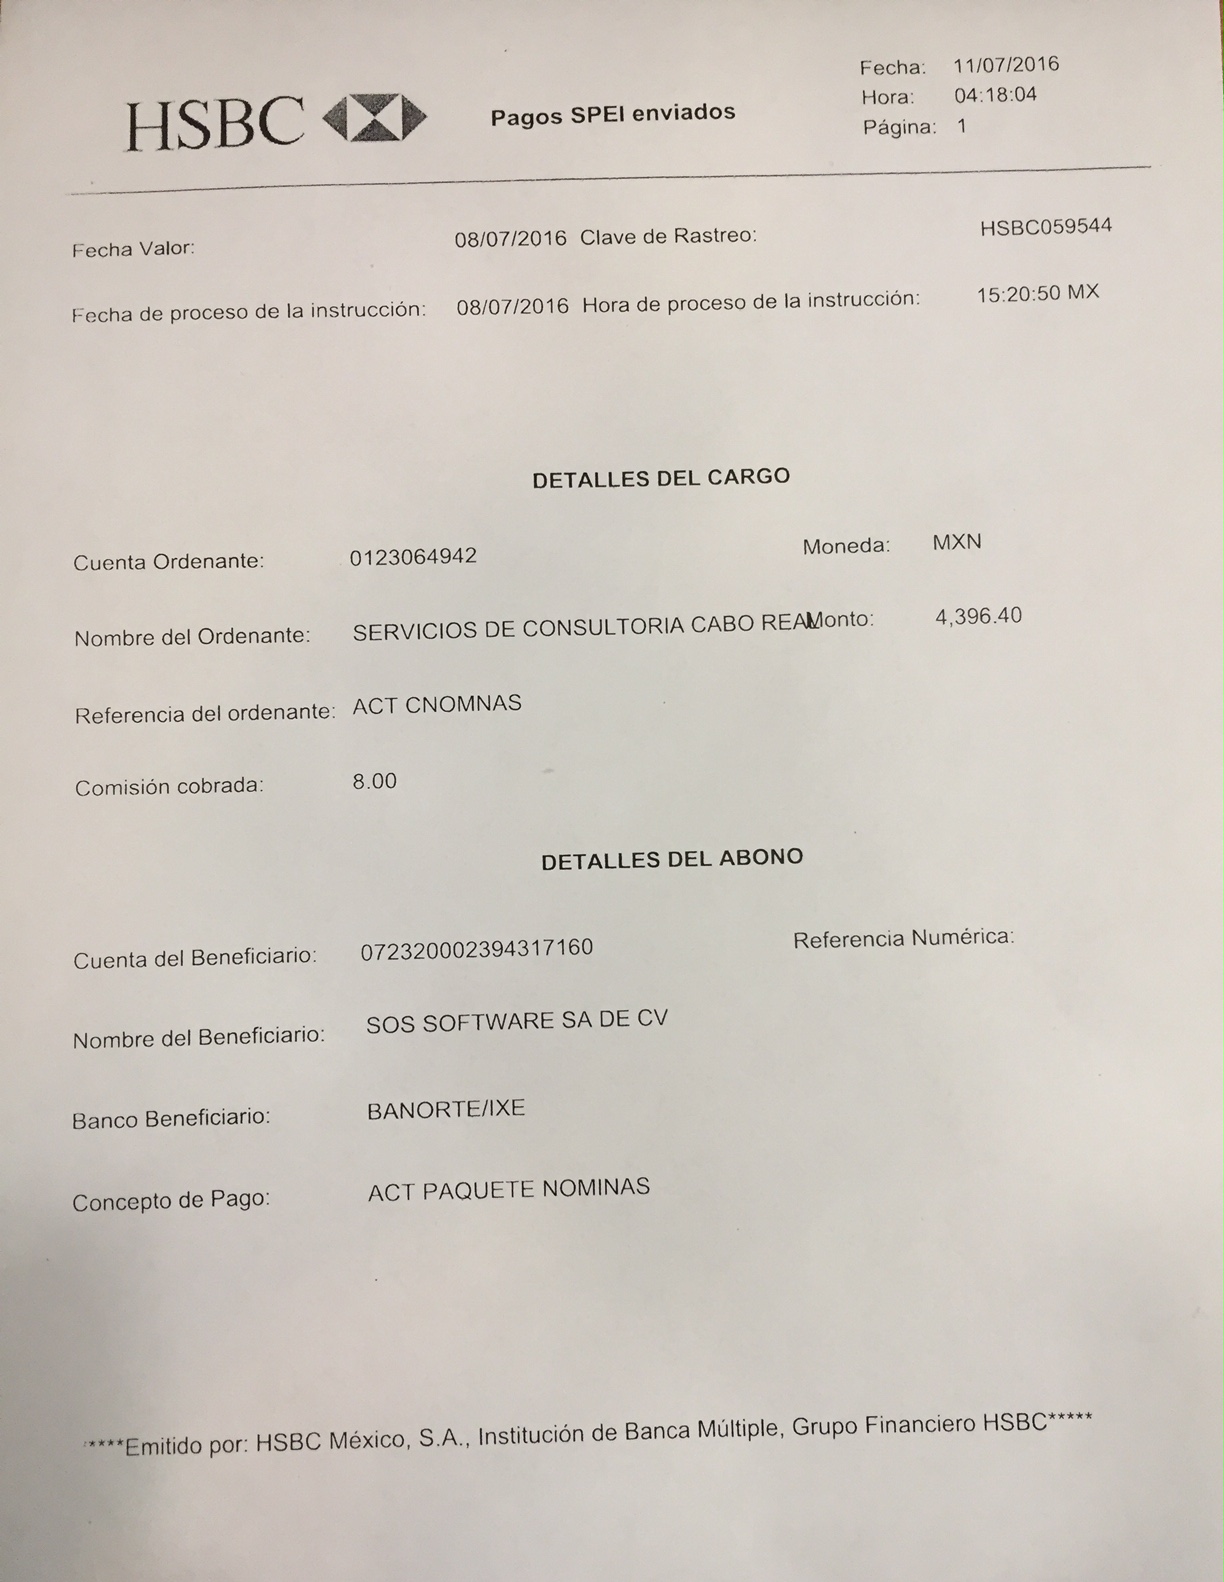 Fecha: 11/07/2016
HSBC Pagos SPEI enviados Hora: 04:18:04
Página: 1
Fecha Valor: 08/07/2016 Clave de Rastreo: HSBC059544
Fecha de proceso de la instrucción: 08/07/2016 Hora de proceso de la instrucción: 15:20:50 MX
DETALLES DEL CARGO
Cuenta Ordenante: 0123064942 Moneda: MXN
Nombre del Ordenante: SERVICIOS DE CONSULTORIA CABO REA Monto: 4,396.40
Referencia del ordenante: ACT CNOMNAS
Comisión cobrada: 8.00
DETALLES DEL ABONO
Cuenta del Beneficiario: 072320002394317160 Referencia Numérica:
Nombre del Beneficiario: SOS SOFTWARE SA DE CV
Banco Beneficiario: BANORTE/IXE
Concepto de Pago: ACT PAQUETE NOMINAS
*****Emitido por: HSBC México, S.A., Institución de Banca Múltiple, Grupo Financiero HSBC*****